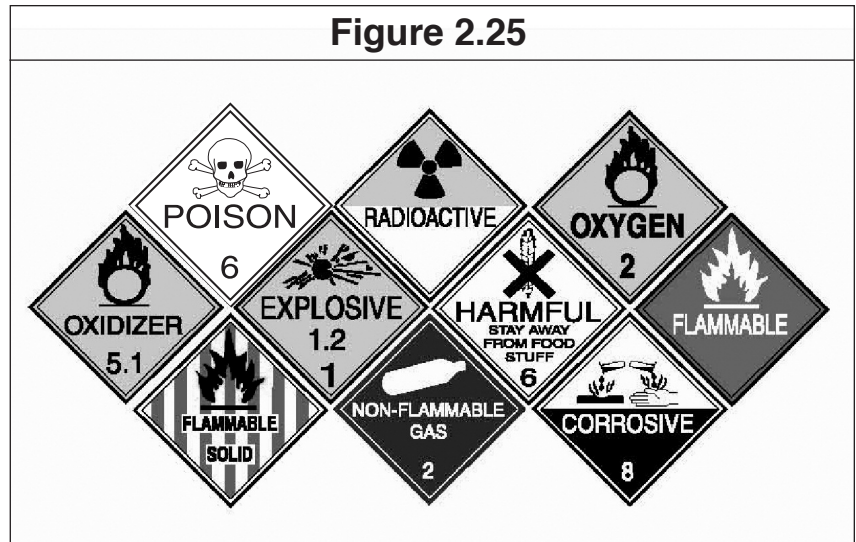 Figure 2.25
POISON
6
RADIOACTIVE
OXYGEN
2
OXIDIZER
5.1
EXPLOSIVE
1.2
1
HARMFUL
STAY AWAY
FROM FOOD
STUFF
6
FLAMMABLE
FLAMMABLE
SOLID
NON-FLAMMABLE
GAS
2
CORROSIVE
8